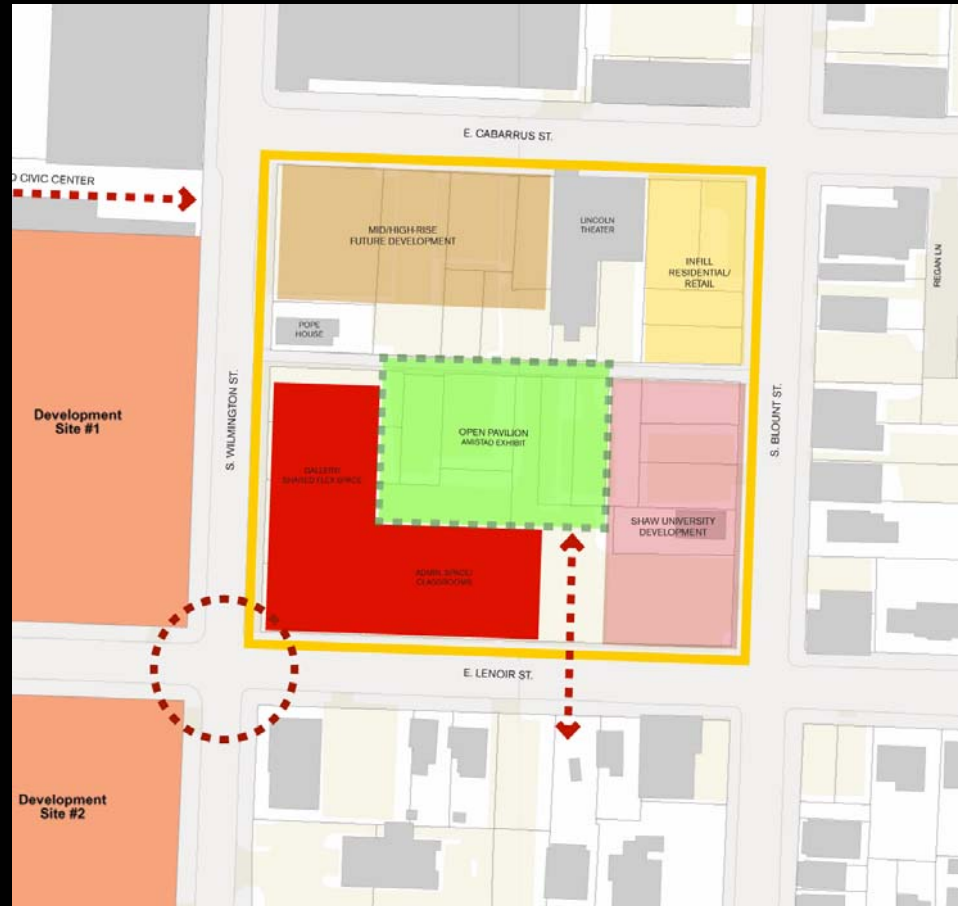 E. CABARRUS ST.
CIVIC CENTER
MID/HIGH-RISE
FUTURE DEVELOPMENT
LINCOLN
THEATER
INFILL
RESIDENTIAL/
RETAIL
REGAN LN
POPE
HOUSE
S. WILMINGTON ST.
S. BLOUNT ST.
Development
Site #1
OPEN PAVILION
AMISTAD EXHIBIT
GALLERY/
SHARED FLEX SPACE
SHAW UNIVERSITY
DEVELOPMENT
ADMIN. SPACE/
CLASSROOMS
E. LENOIR ST.
Development
Site #2